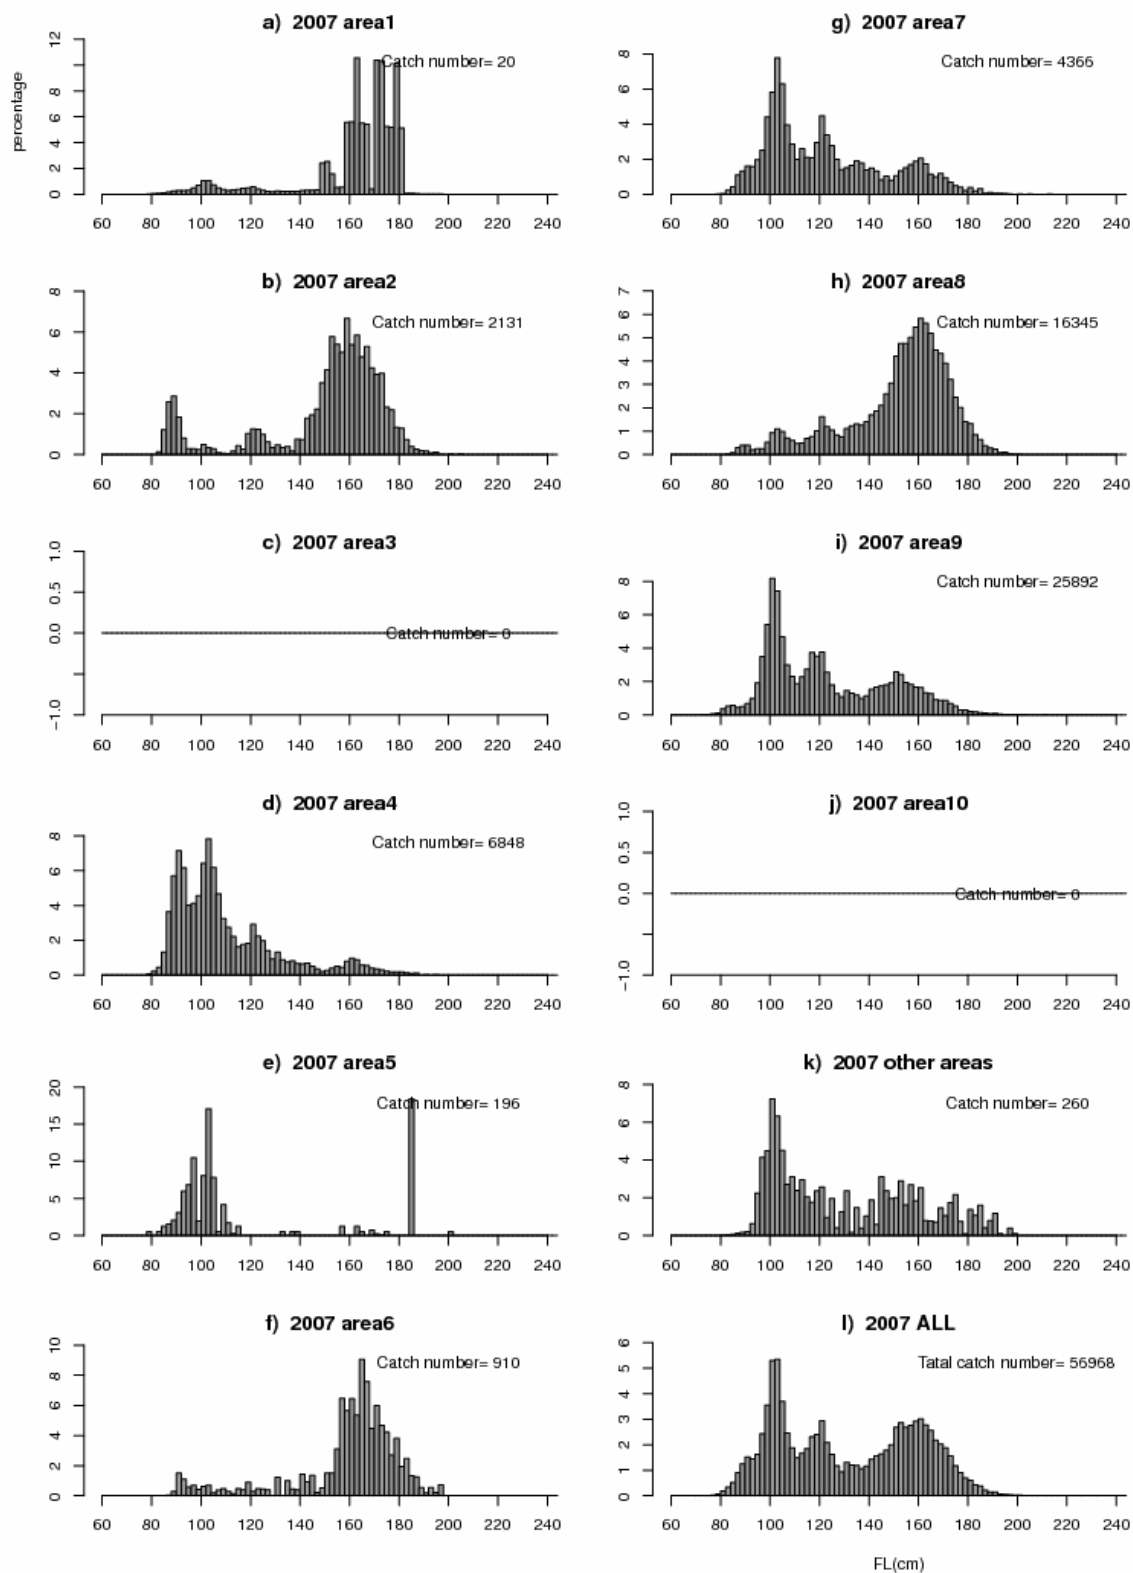 a) 2007 area1
Catch number= 20
percentage
0 2 4 6 8 12
60 80 100 120 140 160 180 200 220 240
g) 2007 area7
Catch number= 4366
0 2 4 6 8
60 80 100 120 140 160 180 200 220 240
b) 2007 area2
Catch number= 2131
0 2 4 6 8
60 80 100 120 140 160 180 200 220 240
h) 2007 area8
Catch number= 16345
0 1 2 3 4 5 6 7
60 80 100 120 140 160 180 200 220 240
c) 2007 area3
Catch number= 0
−1.0 0.0 0.5 1.0
60 80 100 120 140 160 180 200 220 240
i) 2007 area9
Catch number= 25892
0 2 4 6 8
60 80 100 120 140 160 180 200 220 240
d) 2007 area4
Catch number= 6848
0 2 4 6 8
60 80 100 120 140 160 180 200 220 240
j) 2007 area10
Catch number= 0
−1.0 0.0 0.5 1.0
60 80 100 120 140 160 180 200 220 240
e) 2007 area5
Catch number= 196
0 5 10 15 20
60 80 100 120 140 160 180 200 220 240
k) 2007 other areas
Catch number= 260
0 2 4 6 8
60 80 100 120 140 160 180 200 220 240
f) 2007 area6
Catch number= 910
0 2 4 6 8 10
60 80 100 120 140 160 180 200 220 240
l) 2007 ALL
Tatal catch number= 56968
0 1 2 3 4 5 6
60 80 100 120 140 160 180 200 220 240
FL(cm)